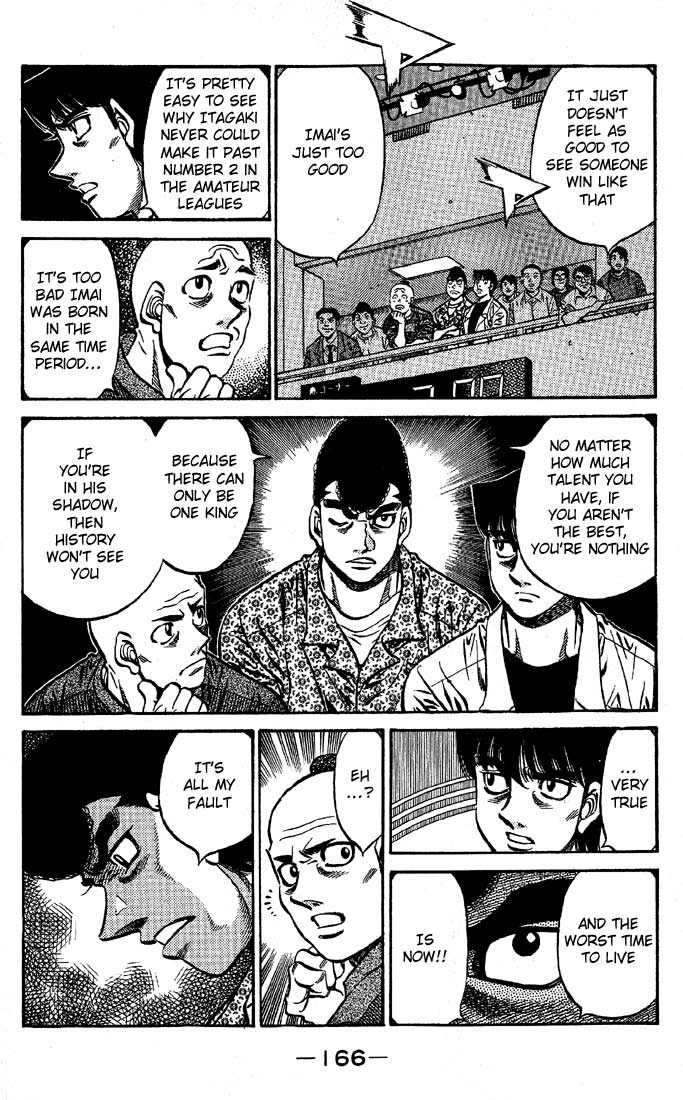 IT JUST
DOESN'T
FEEL AS
GOOD TO
SEE SOMEONE
WIN LIKE
THAT
IMAI'S
JUST TOO
GOOD
IT'S PRETTY
EASY TO SEE
WHY ITAGAKI
NEVER COULD
MAKE IT PAST
NUMBER 2 IN
THE AMATEUR
LEAGUES
IT'S TOO
BAD IMAI
WAS BORN
IN THE
SAME TIME
PERIOD...
NO MATTER
HOW MUCH
TALENT YOU
HAVE, IF
YOU AREN'T
THE BEST,
YOU'RE NOTHING
BECAUSE
THERE CAN
ONLY BE
ONE KING
IF
YOU'RE
IN HIS
SHADOW,
THEN
HISTORY
WON'T SEE
YOU
...
VERY
TRUE
AND THE
WORST TIME
TO LIVE
IS
NOW!!
EH
...?
IT'S
ALL MY
FAULT
—166—